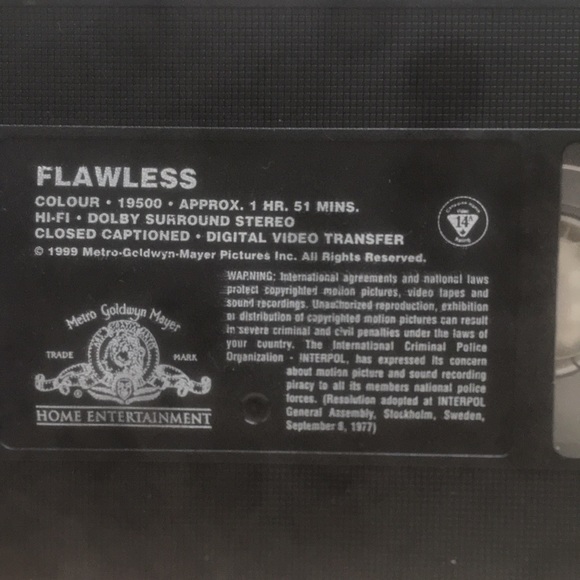 FLAWLESS
COLOUR • 19500 • APPROX. 1 HR. 51 MINS.
HI-FI • DOLBY SURROUND STEREO
CLOSED CAPTIONED • DIGITAL VIDEO TRANSFER
© 1999 Metro-Goldwyn-Mayer Pictures Inc. All Rights Reserved.
14A
WARNING: International agreements and national laws
protect copyrighted motion pictures, video tapes and
sound recordings. Unauthorized reproduction, exhibition
or distribution of copyrighted motion pictures can result
in severe criminal and civil penalties under the laws of
your country. The International Criminal Police
Organization - INTERPOL, has expressed its concern
about motion picture and sound recording
piracy to all its members national police
forces. (Resolution adopted at INTERPOL
General Assembly, Stockholm, Sweden,
September 8, 1977)
Metro Goldwyn Mayer
TRADE MARK
®
HOME ENTERTAINMENT